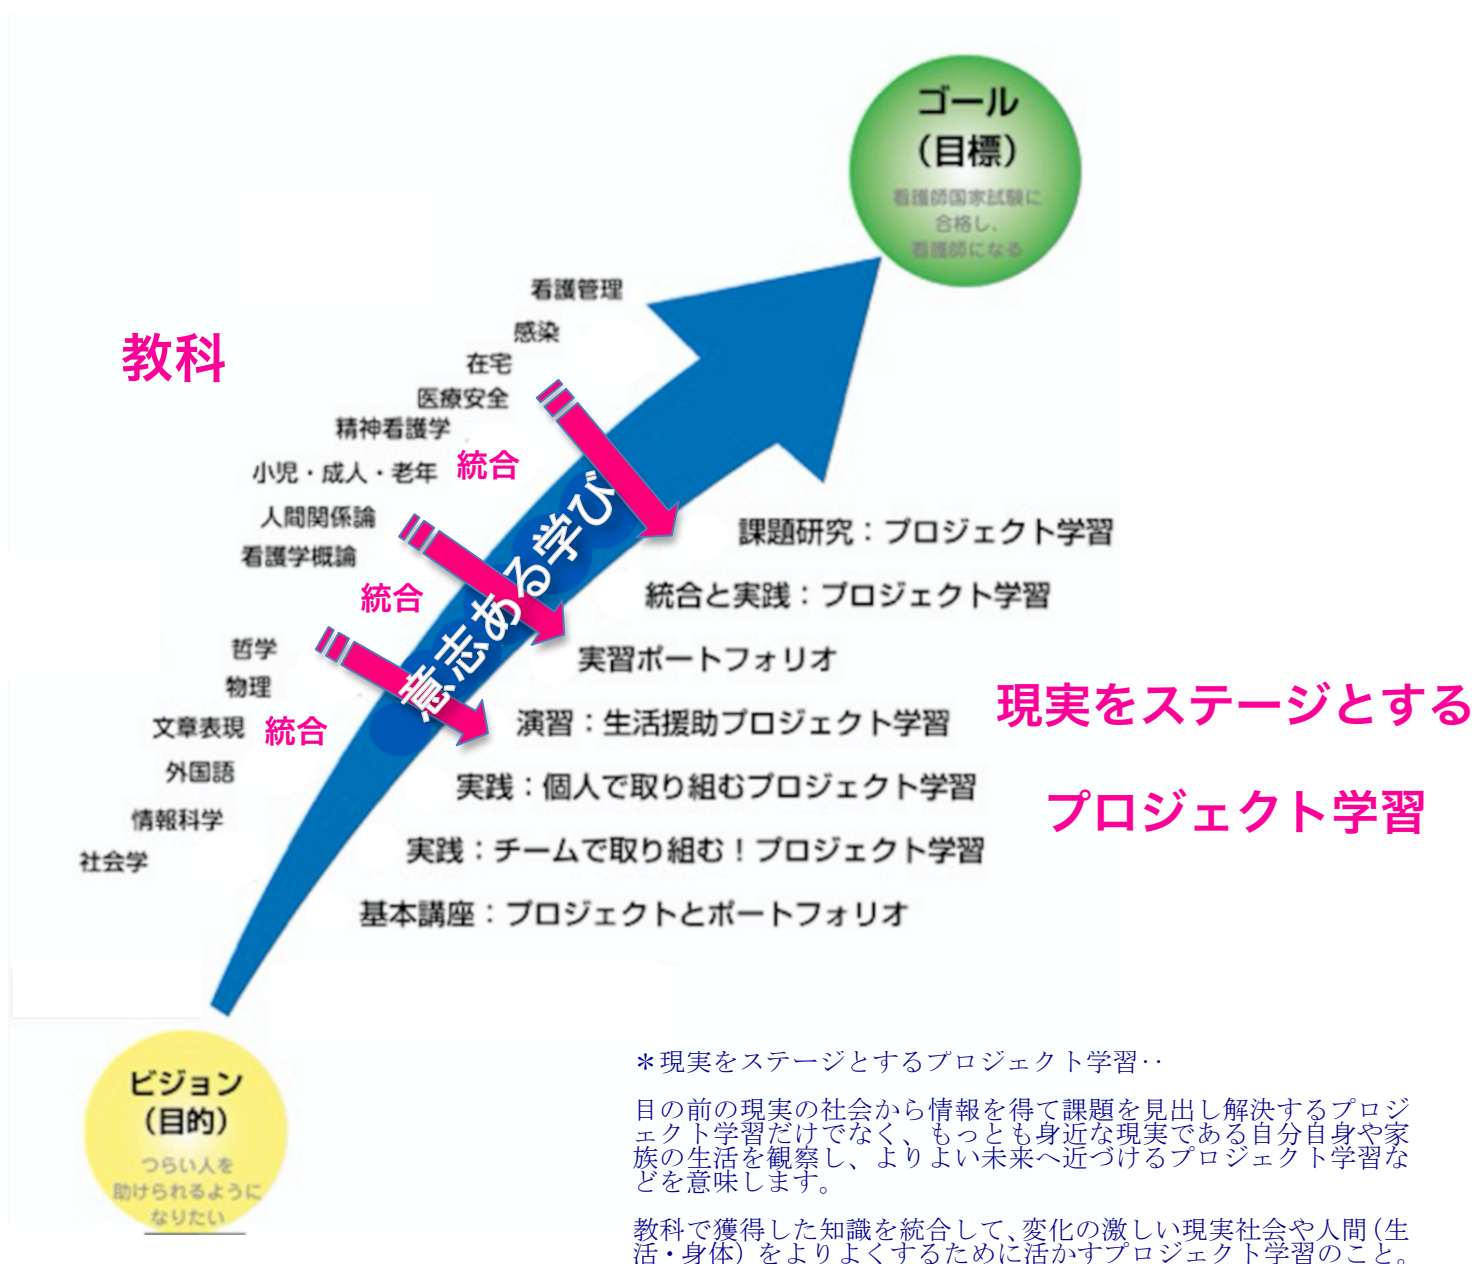 ゴール
（目標）
看護師国家試験に
合格し、
看護師になる
看護管理
感染
在宅
医療安全
精神看護学
小児・成人・老年
人間関係論
看護学概論
哲学
物理
文章表現
外国語
情報科学
社会学
教科
統合
統合
統合
意志ある学び
課題研究：プロジェクト学習
統合と実践：プロジェクト学習
実習ポートフォリオ
演習：生活援助プロジェクト学習
実践：個人で取り組むプロジェクト学習
実践：チームで取り組む！プロジェクト学習
基本講座：プロジェクトとポートフォリオ
現実をステージとする
プロジェクト学習
ビジョン
（目的）
つらい人を
助けられるように
なりたい
＊現実をステージとするプロジェクト学習‥
目の前の現実の社会から情報を得て課題を見出し解決するプロジ
ェクト学習だけでなく、もっとも身近な現実である自分自身や家
族の生活を観察し、よりよい未来へ近づけるプロジェクト学習な
どを意味します。
教科で獲得した知識を統合して、変化の激しい現実社会や人間（生
活・身体）をよりよくするために活かすプロジェクト学習のこと。